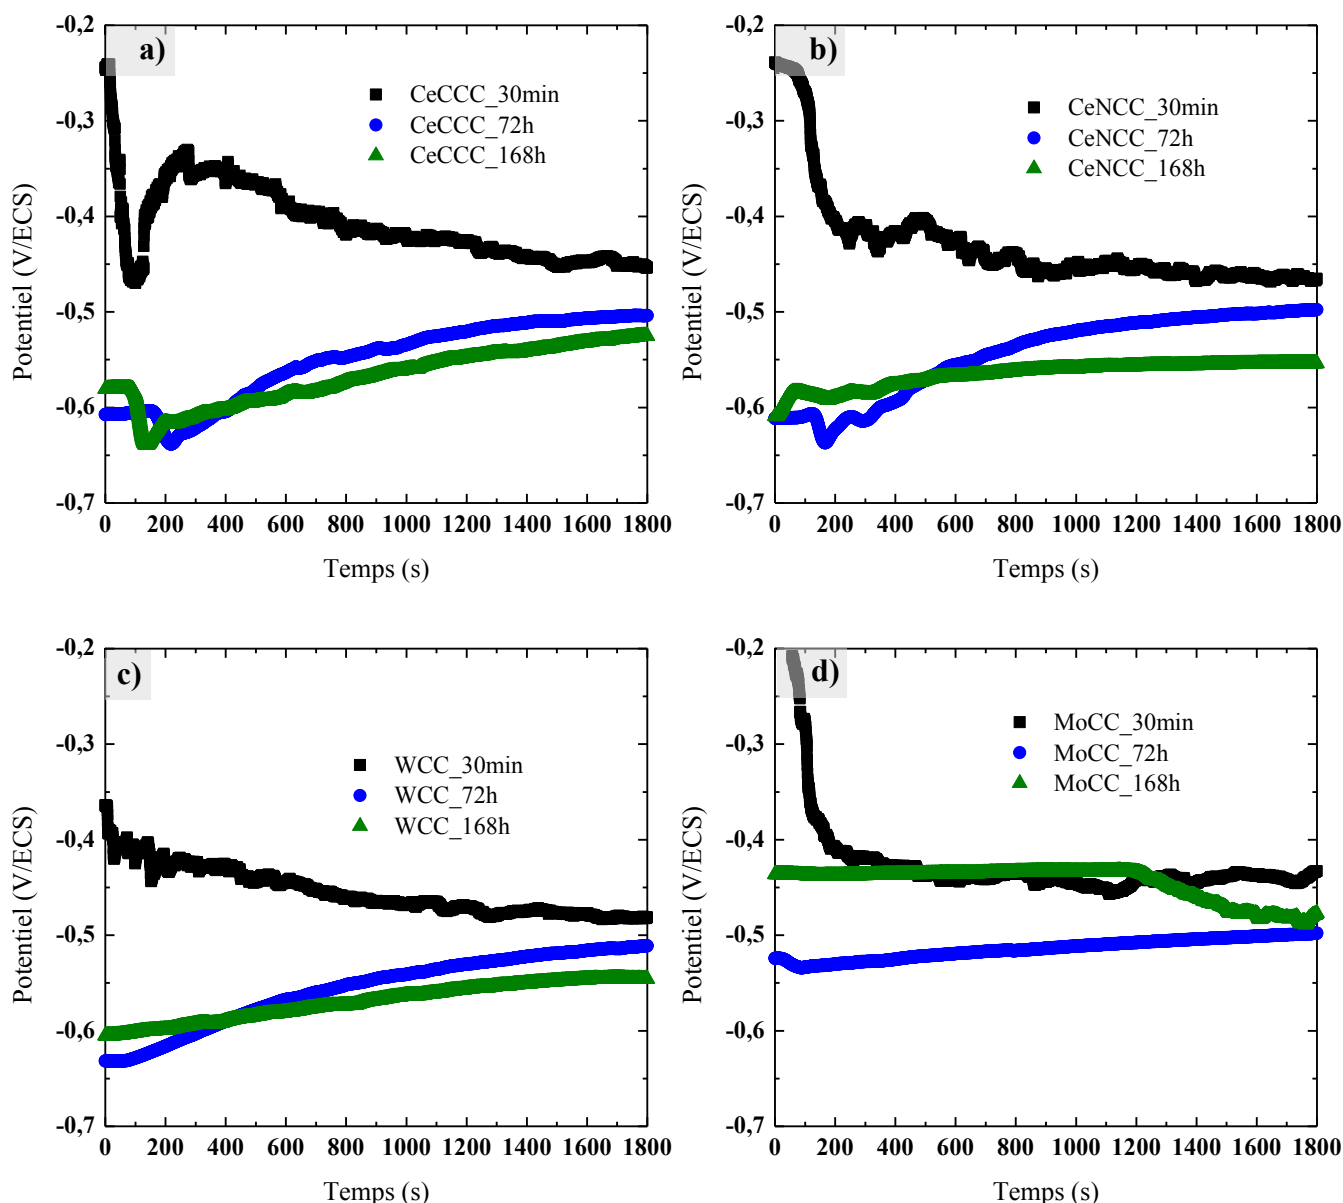 a)
CeCCC_30min
CeCCC_72h
CeCCC_168h
-0,2
-0,3
-0,4
-0,5
-0,6
-0,7
Potentiel (V/ECS)
0 200 400 600 800 1000 1200 1400 1600 1800
Temps (s)
b)
CeNCC_30min
CeNCC_72h
CeNCC_168h
-0,2
-0,3
-0,4
-0,5
-0,6
-0,7
Potentiel (V/ECS)
0 200 400 600 800 1000 1200 1400 1600 1800
Temps (s)
c)
WCC_30min
WCC_72h
WCC_168h
-0,2
-0,3
-0,4
-0,5
-0,6
-0,7
Potentiel (V/ECS)
0 200 400 600 800 1000 1200 1400 1600 1800
Temps (s)
d)
MoCC_30min
MoCC_72h
MoCC_168h
-0,2
-0,3
-0,4
-0,5
-0,6
-0,7
Potentiel (V/ECS)
0 200 400 600 800 1000 1200 1400 1600 1800
Temps (s)